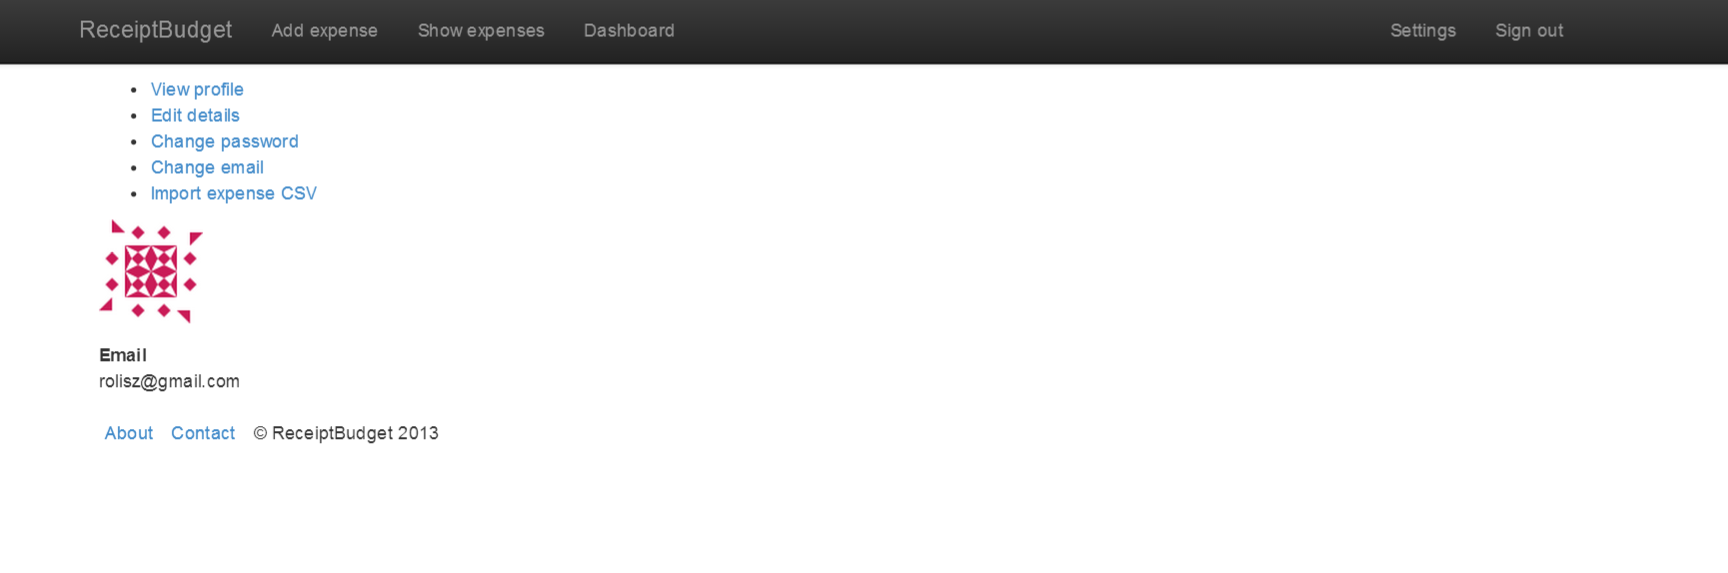 ReceiptBudget Add expense Show expenses Dashboard Settings Sign out
View profile
Edit details
Change password
Change email
Import expense CSV
Email
rolisz@gmail.com
About Contact © ReceiptBudget 2013